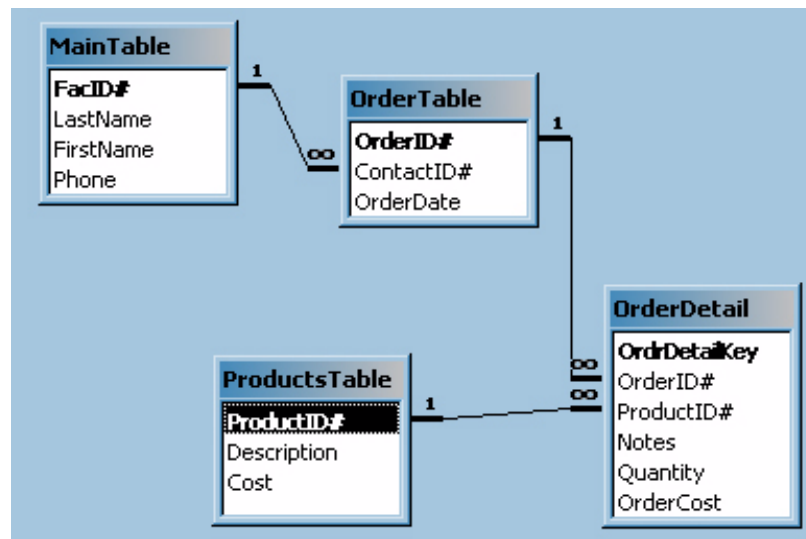 MainTable
FacID#
LastName
FirstName
Phone
1
∞
OrderTable
OrderID#
ContactID#
OrderDate
1
∞
∞
OrderDetail
OrdrDetailKey
OrderID#
ProductID#
Notes
Quantity
OrderCost
ProductsTable
ProductID#
Description
Cost
1